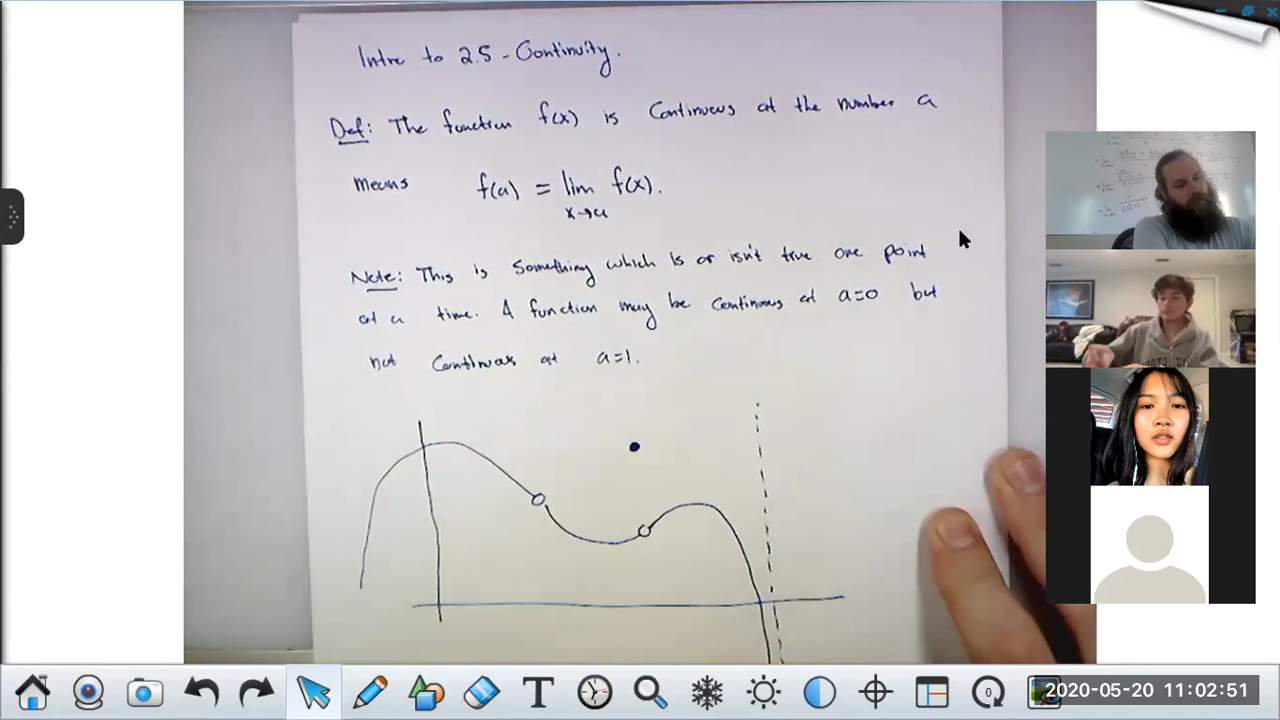 Intro to 2.5 - Continuity.
Def: The function f(x) is Continuous at the number a
means f(a) = lim f(x).
x→a
Note: This is Something which is or isn't true one point
at a time. A function may be continuous at a=0 but
not Continuous at a=1.
T
0
2020-05-20 11:02:51